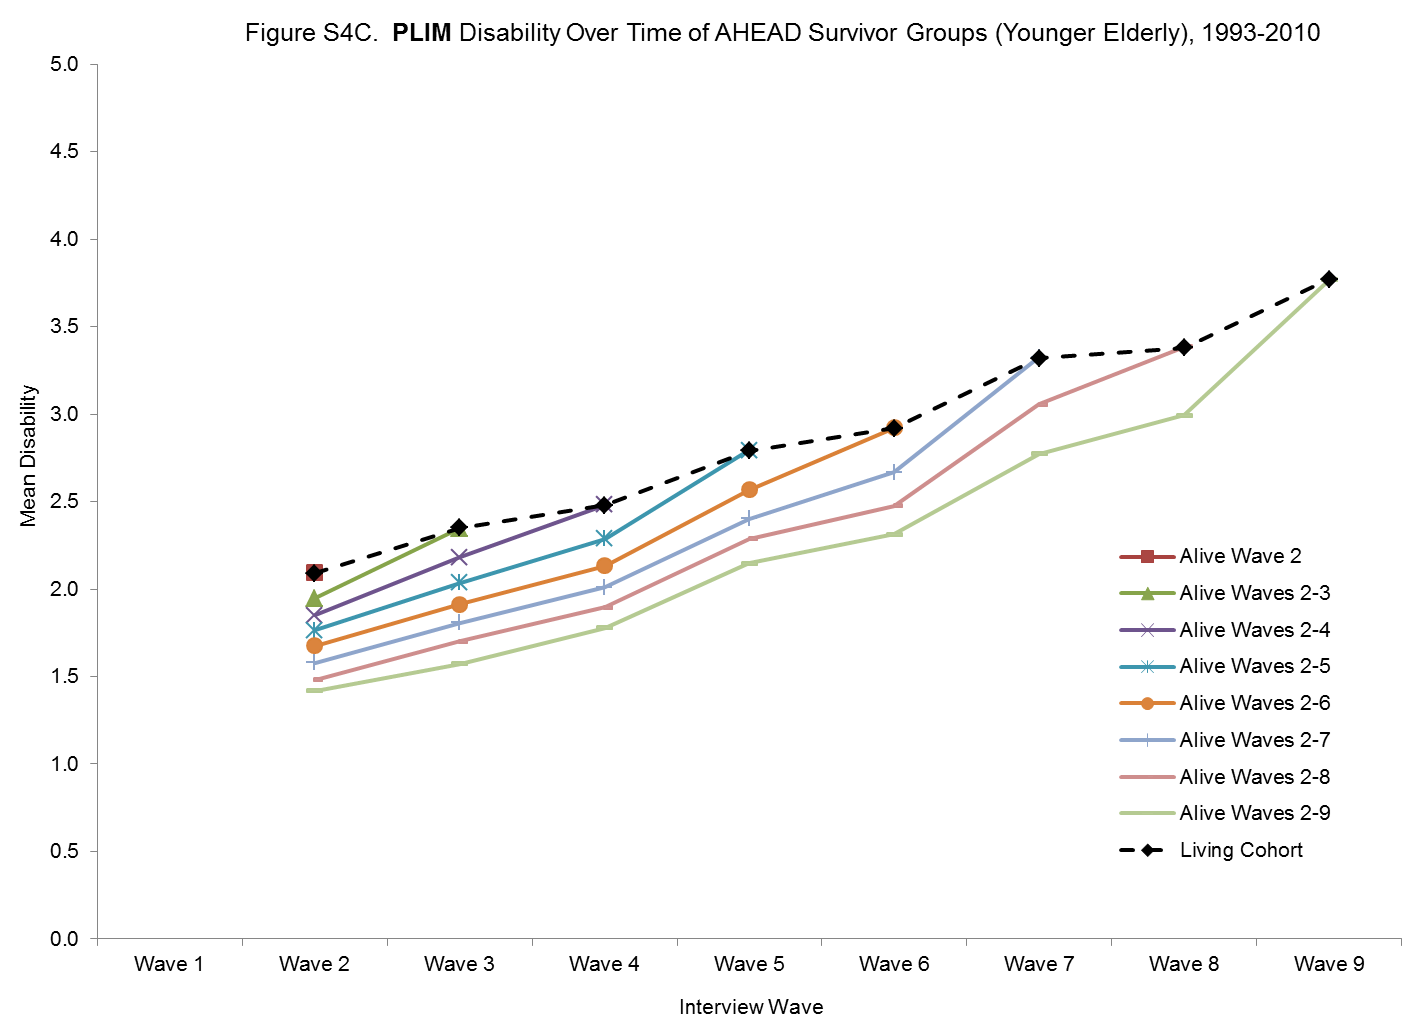 Figure S4C.  PLIM Disability Over Time of AHEAD Survivor Groups (Younger Elderly), 1993-2010
5.0
4.5
4.0
3.5
3.0
2.5
2.0
1.5
1.0
0.5
0.0
Mean Disability
Alive Wave 2
Alive Waves 2-3
Alive Waves 2-4
Alive Waves 2-5
Alive Waves 2-6
Alive Waves 2-7
Alive Waves 2-8
Alive Waves 2-9
Living Cohort
Wave 1 Wave 2 Wave 3 Wave 4 Wave 5 Wave 6 Wave 7 Wave 8 Wave 9
Interview Wave